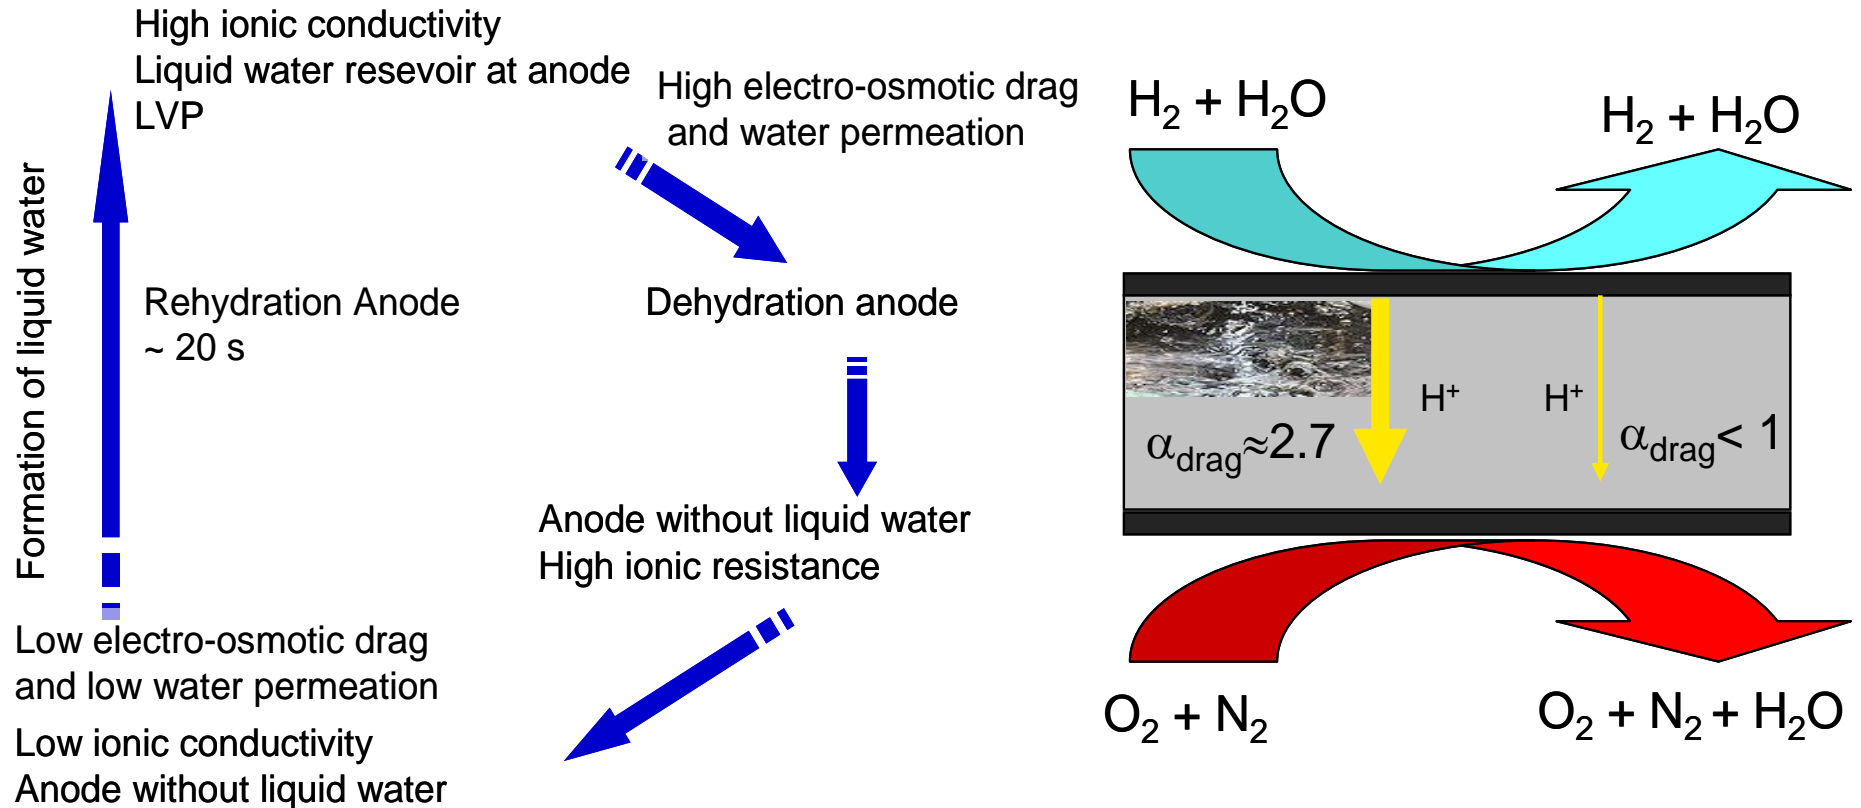 High ionic conductivity
Liquid water resevoir at anode
LVP
High electro-osmotic drag
and water permeation
Formation of liquid water
Rehydration Anode
~ 20 s
Dehydration anode
Anode without liquid water
High ionic resistance
Low electro-osmotic drag
and low water permeation
Low ionic conductivity
Anode without liquid water
H₂ + H₂O
H₂ + H₂O
H⁺
H⁺
α_drag≈2.7
α_drag< 1
O₂ + N₂
O₂ + N₂ + H₂O